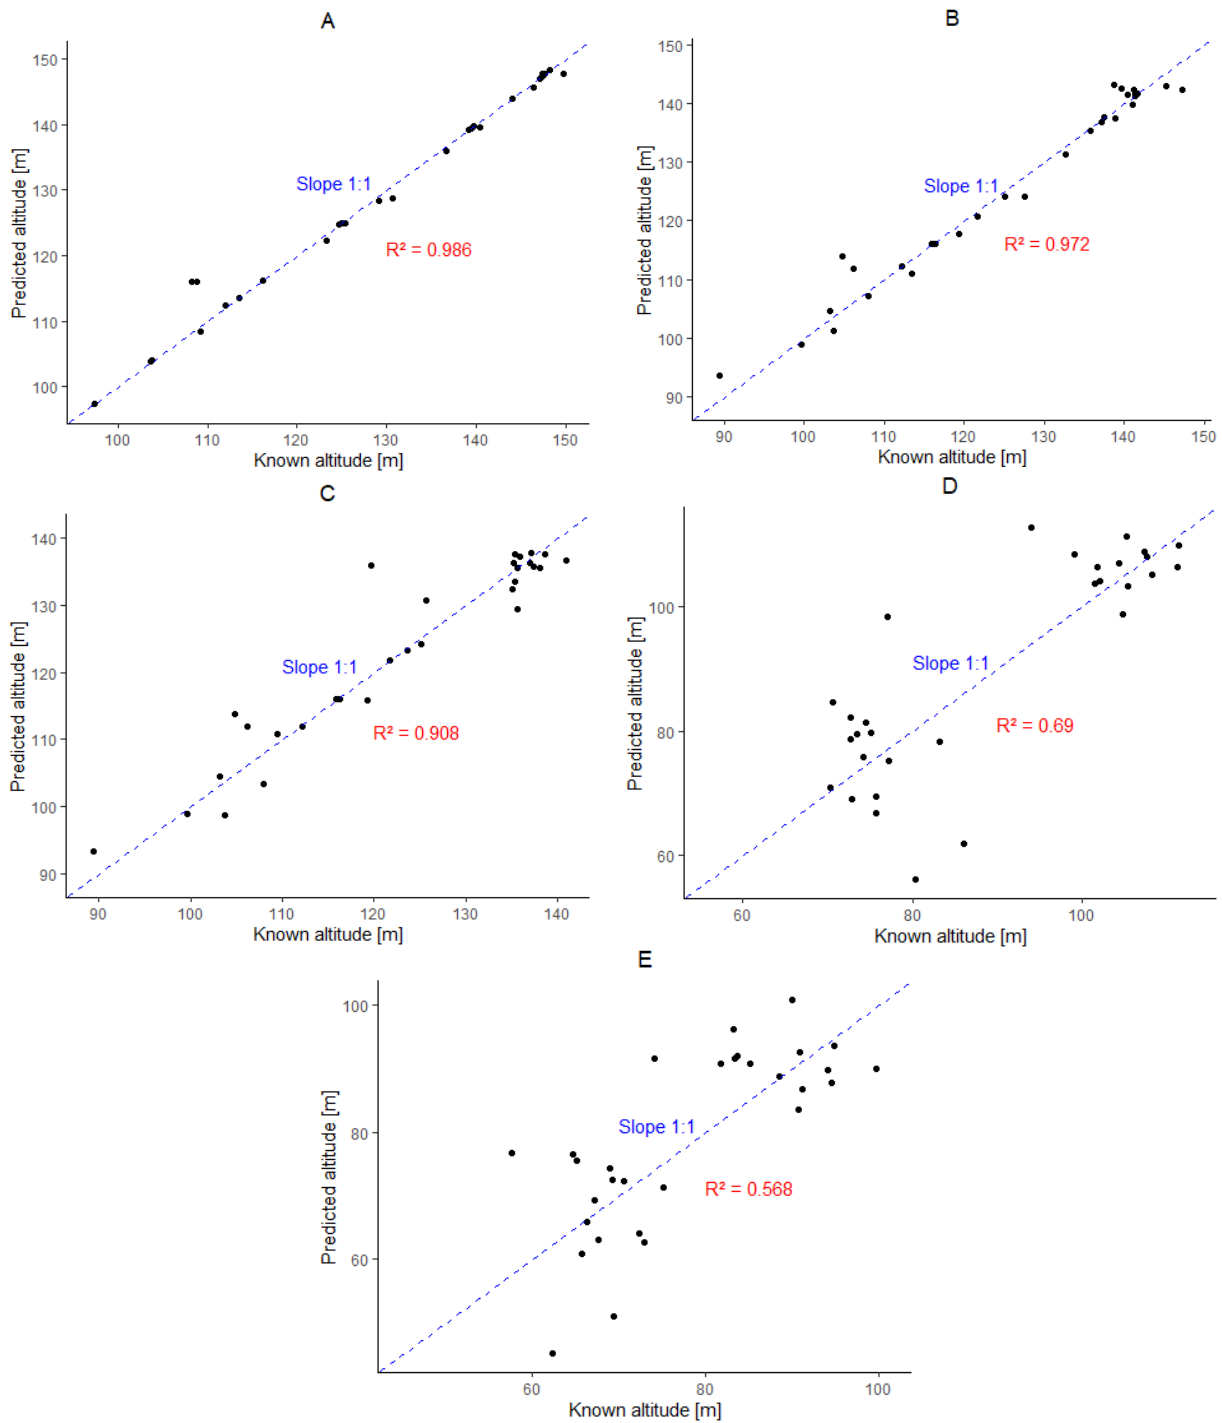 A
Predicted altitude [m]
150
140
130
120
110
100
Slope 1:1
R² = 0.986
100 110 120 130 140 150
Known altitude [m]
B
Predicted altitude [m]
150
140
130
120
110
100
90
Slope 1:1
R² = 0.972
90 100 110 120 130 140 150
Known altitude [m]
C
Predicted altitude [m]
140
130
120
110
100
90
Slope 1:1
R² = 0.908
90 100 110 120 130 140
Known altitude [m]
D
Predicted altitude [m]
100
80
60
Slope 1:1
R² = 0.69
60 80 100
Known altitude [m]
E
Predicted altitude [m]
100
80
60
Slope 1:1
R² = 0.568
60 80 100
Known altitude [m]